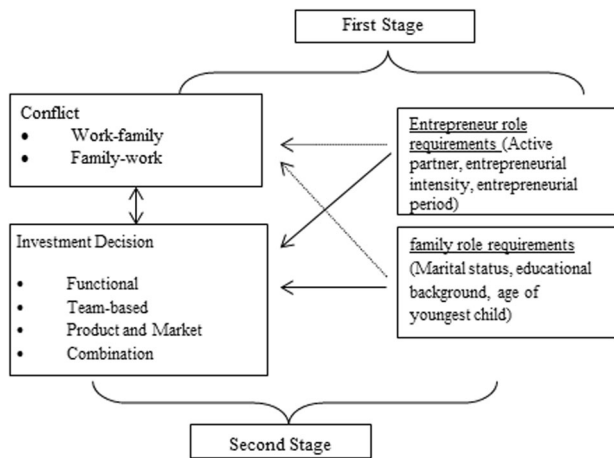 First Stage
Conflict
• Work-family
• Family-work
Entrepreneur role
requirements (Active
partner, entrepreneurial
intensity, entrepreneurial
period)
Investment Decision
• Functional
• Team-based
• Product and Market
• Combination
family role requirements
(Marital status, educational
background, age of
youngest child)
Second Stage